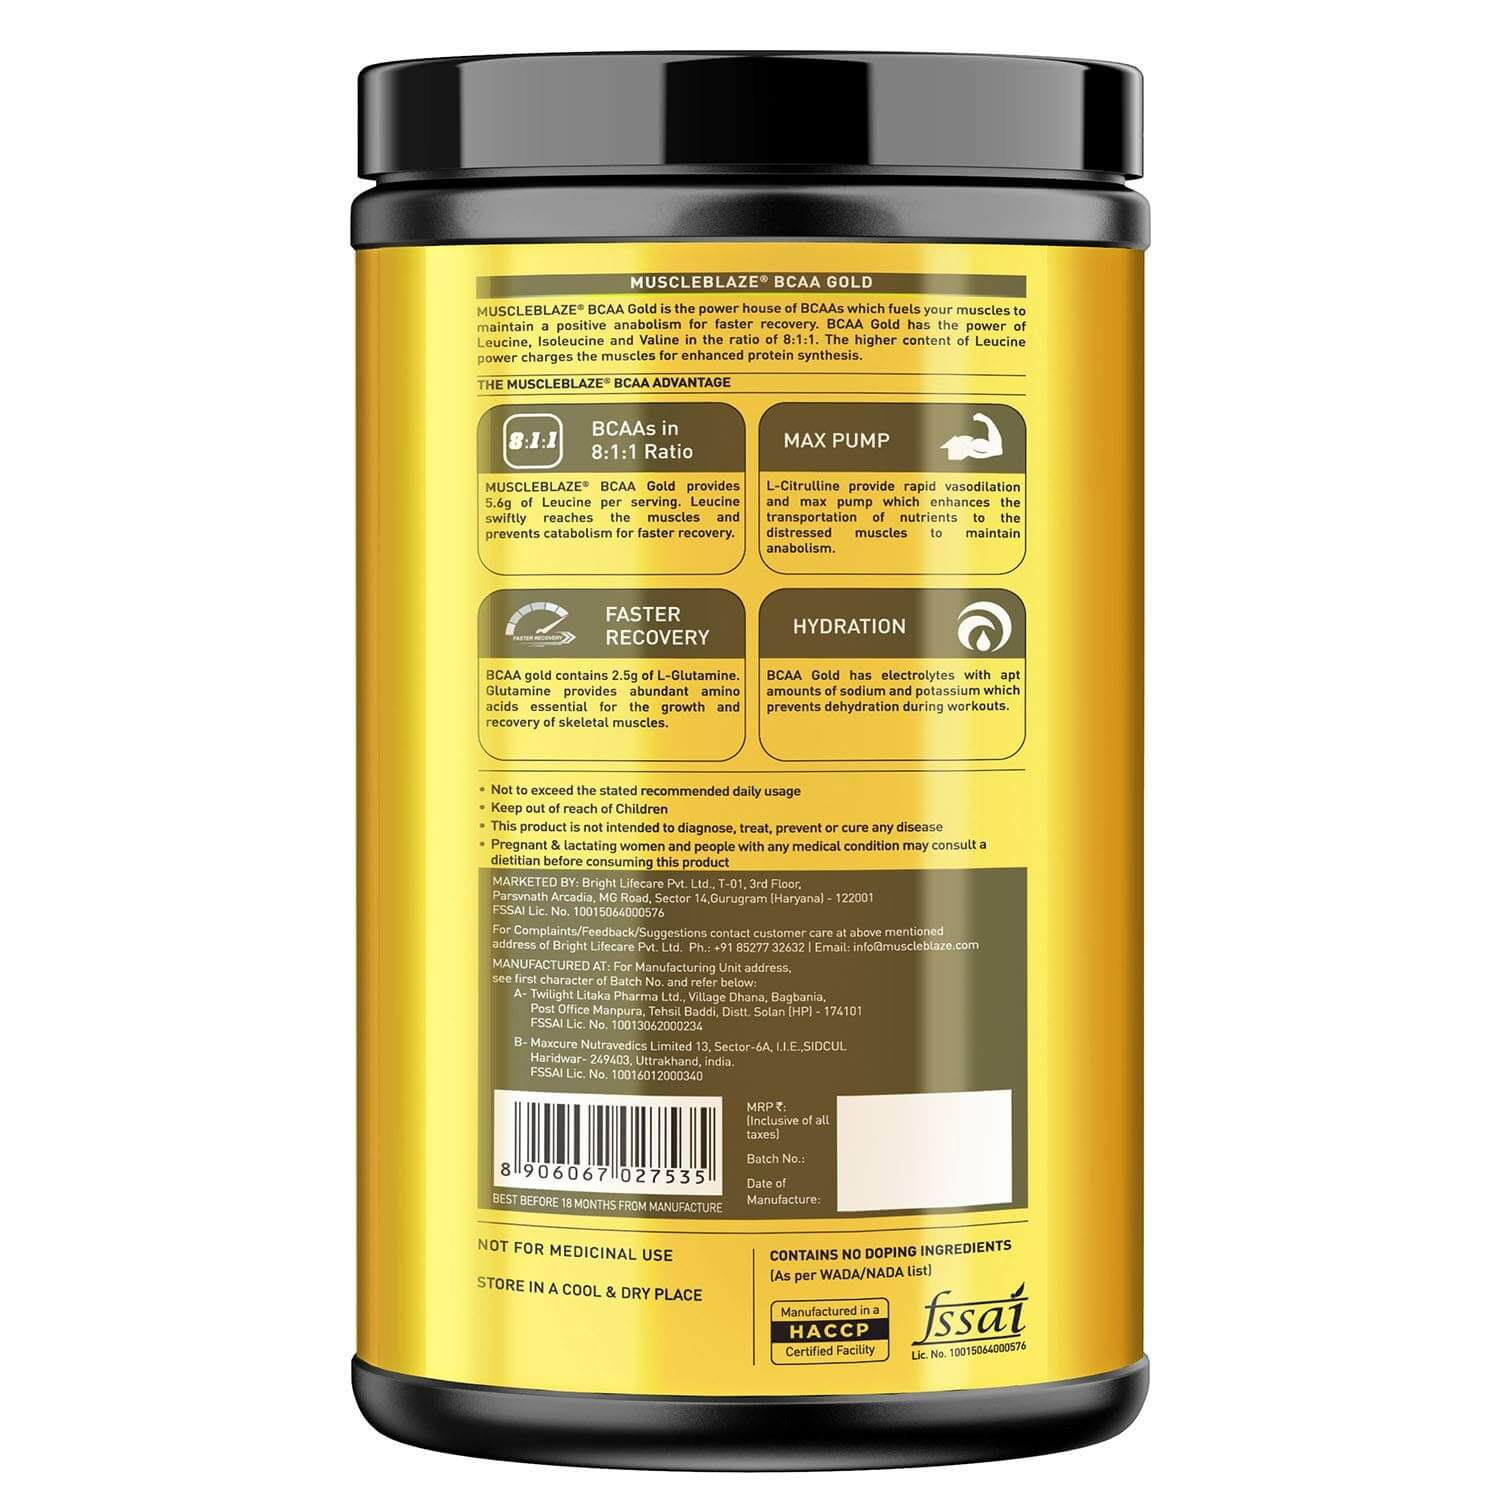 MUSCLEBLAZE® BCAA GOLD
MUSCLEBLAZE® BCAA Gold is the power house of BCAAs which fuels your muscles to
maintain a positive anabolism for faster recovery. BCAA Gold has the power of
Leucine, Isoleucine and Valine in the ratio of 8:1:1. The higher content of Leucine
power charges the muscles for enhanced protein synthesis.
THE MUSCLEBLAZE® BCAA ADVANTAGE
8:1:1
BCAAs in
8:1:1 Ratio
MUSCLEBLAZE® BCAA Gold provides
5.6g of Leucine per serving. Leucine
swiftly reaches the muscles and
prevents catabolism for faster recovery.
MAX PUMP
L-Citrulline provide rapid vasodilation
and max pump which enhances the
transportation of nutrients to the
distressed muscles to maintain
anabolism.
FASTER RECOVERY
FASTER
RECOVERY
BCAA gold contains 2.5g of L-Glutamine.
Glutamine provides abundant amino
acids essential for the growth and
recovery of skeletal muscles.
HYDRATION
BCAA Gold has electrolytes with apt
amounts of sodium and potassium which
prevents dehydration during workouts.
• Not to exceed the stated recommended daily usage
• Keep out of reach of Children
• This product is not intended to diagnose, treat, prevent or cure any disease
• Pregnant & lactating women and people with any medical condition may consult a
dietitian before consuming this product
MARKETED BY: Bright Lifecare Pvt. Ltd., T-01, 3rd Floor,
Parsvnath Arcadia, MG Road, Sector 14,Gurugram (Haryana) - 122001
FSSAI Lic. No. 10015064000576
For Complaints/Feedback/Suggestions contact customer care at above mentioned
address of Bright Lifecare Pvt. Ltd. Ph.: +91 85277 32632 | Email: info@muscleblaze.com
MANUFACTURED AT: For Manufacturing Unit address,
see first character of Batch No. and refer below:
A- Twilight Litaka Pharma Ltd., Village Dhana, Bagbania,
Post Office Manpura, Tehsil Baddi, Distt. Solan (HP) - 174101
FSSAI Lic. No. 10013062000234
B- Maxcure Nutravedics Limited 13, Sector-6A, I.I.E.,SIDCUL
Haridwar- 249403, Uttrakhand, india.
FSSAI Lic. No. 10016012000340
8 906067 027535
BEST BEFORE 18 MONTHS FROM MANUFACTURE
MRP ₹:
(Inclusive of all
taxes)
Batch No.:
Date of
Manufacture:
NOT FOR MEDICINAL USE
STORE IN A COOL & DRY PLACE
CONTAINS NO DOPING INGREDIENTS
(As per WADA/NADA list)
Manufactured in a
HACCP
Certified Facility
fssai
Lic. No. 10015064000576